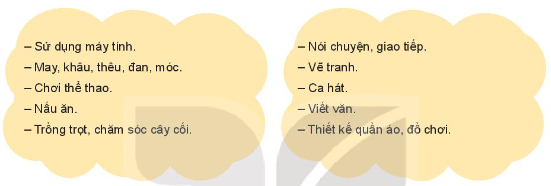 – Sử dụng máy tính.
– May, khâu, thêu, đan, móc.
– Chơi thể thao.
– Nấu ăn.
– Trồng trọt, chăm sóc cây cối.
– Nói chuyện, giao tiếp.
– Vẽ tranh.
– Ca hát.
– Viết văn.
– Thiết kế quần áo, đồ chơi.